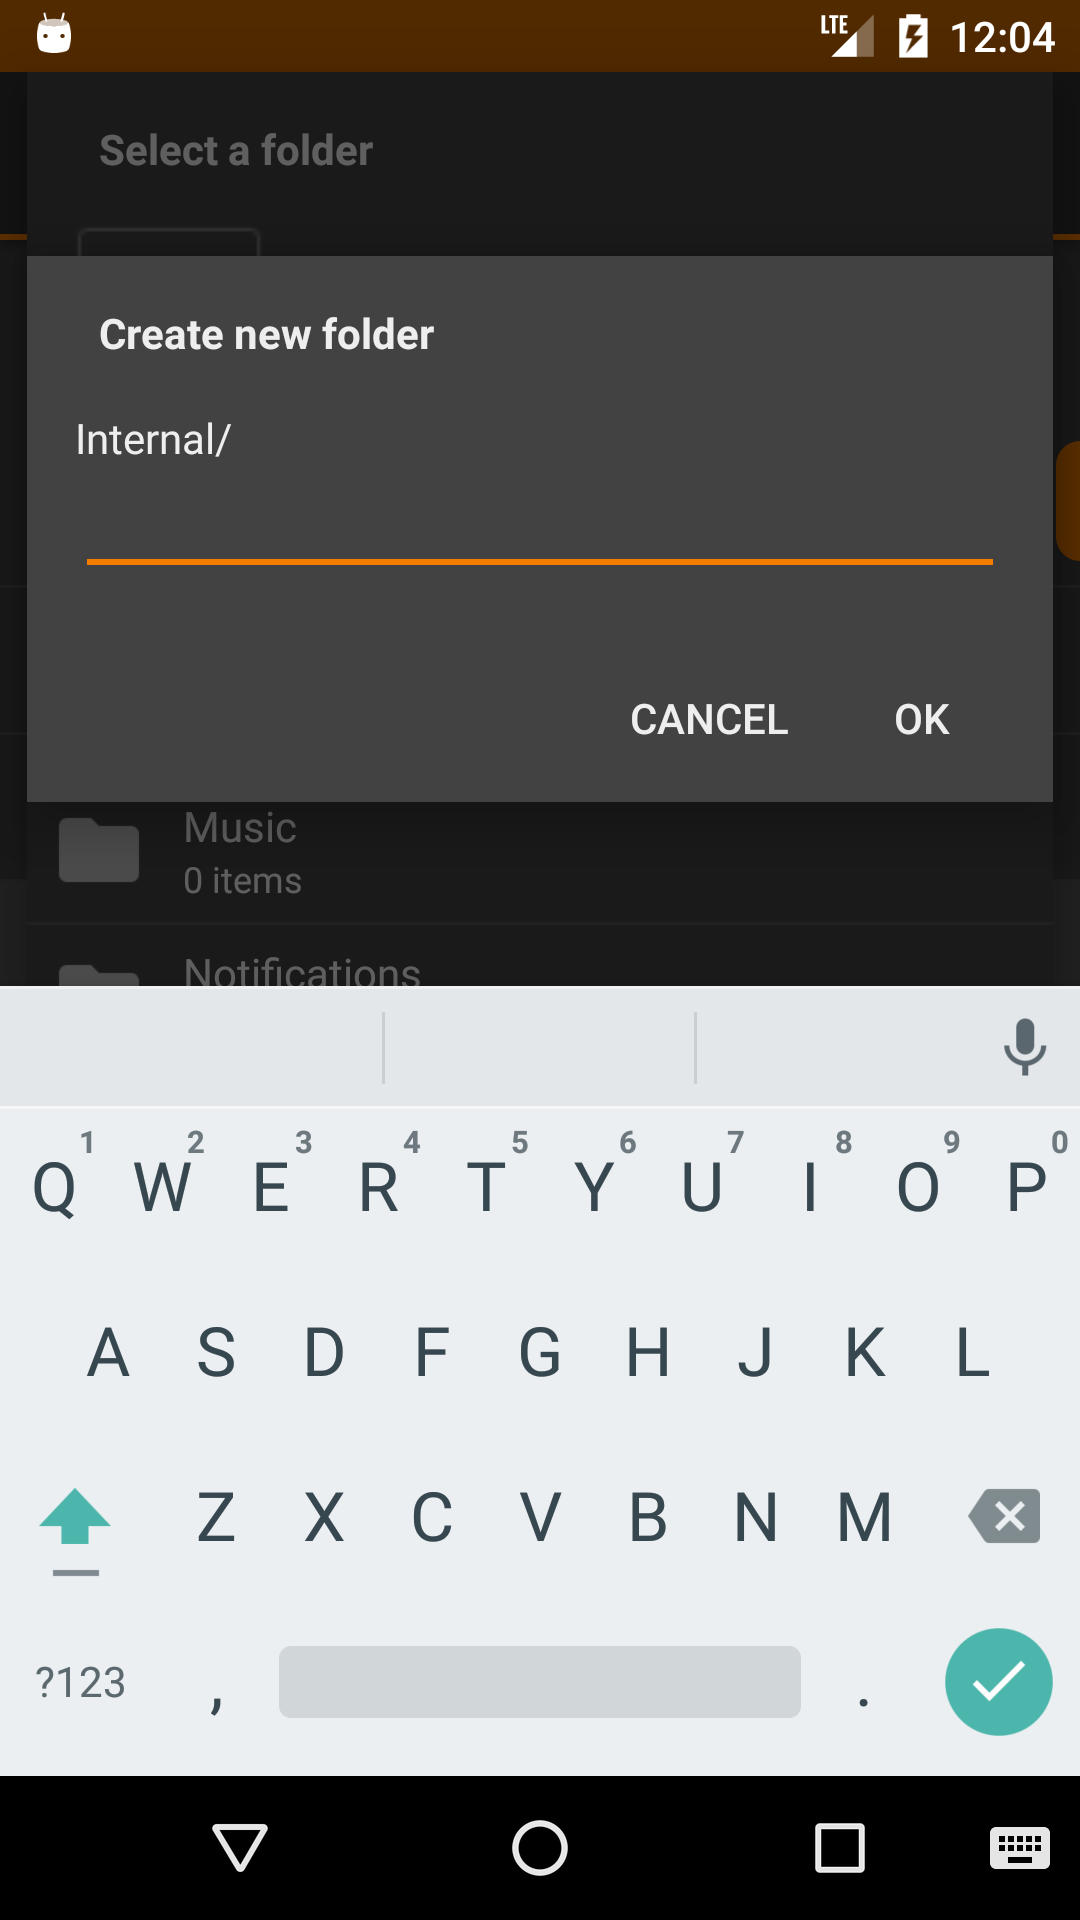 LTE 12:04
Select a folder
Create new folder
Internal/
CANCEL OK
Music
0 items
Notifications
1 2 3 4 5 6 7 8 9 0
Q W E R T Y U I O P
A S D F G H J K L
Z X C V B N M
?123 , .